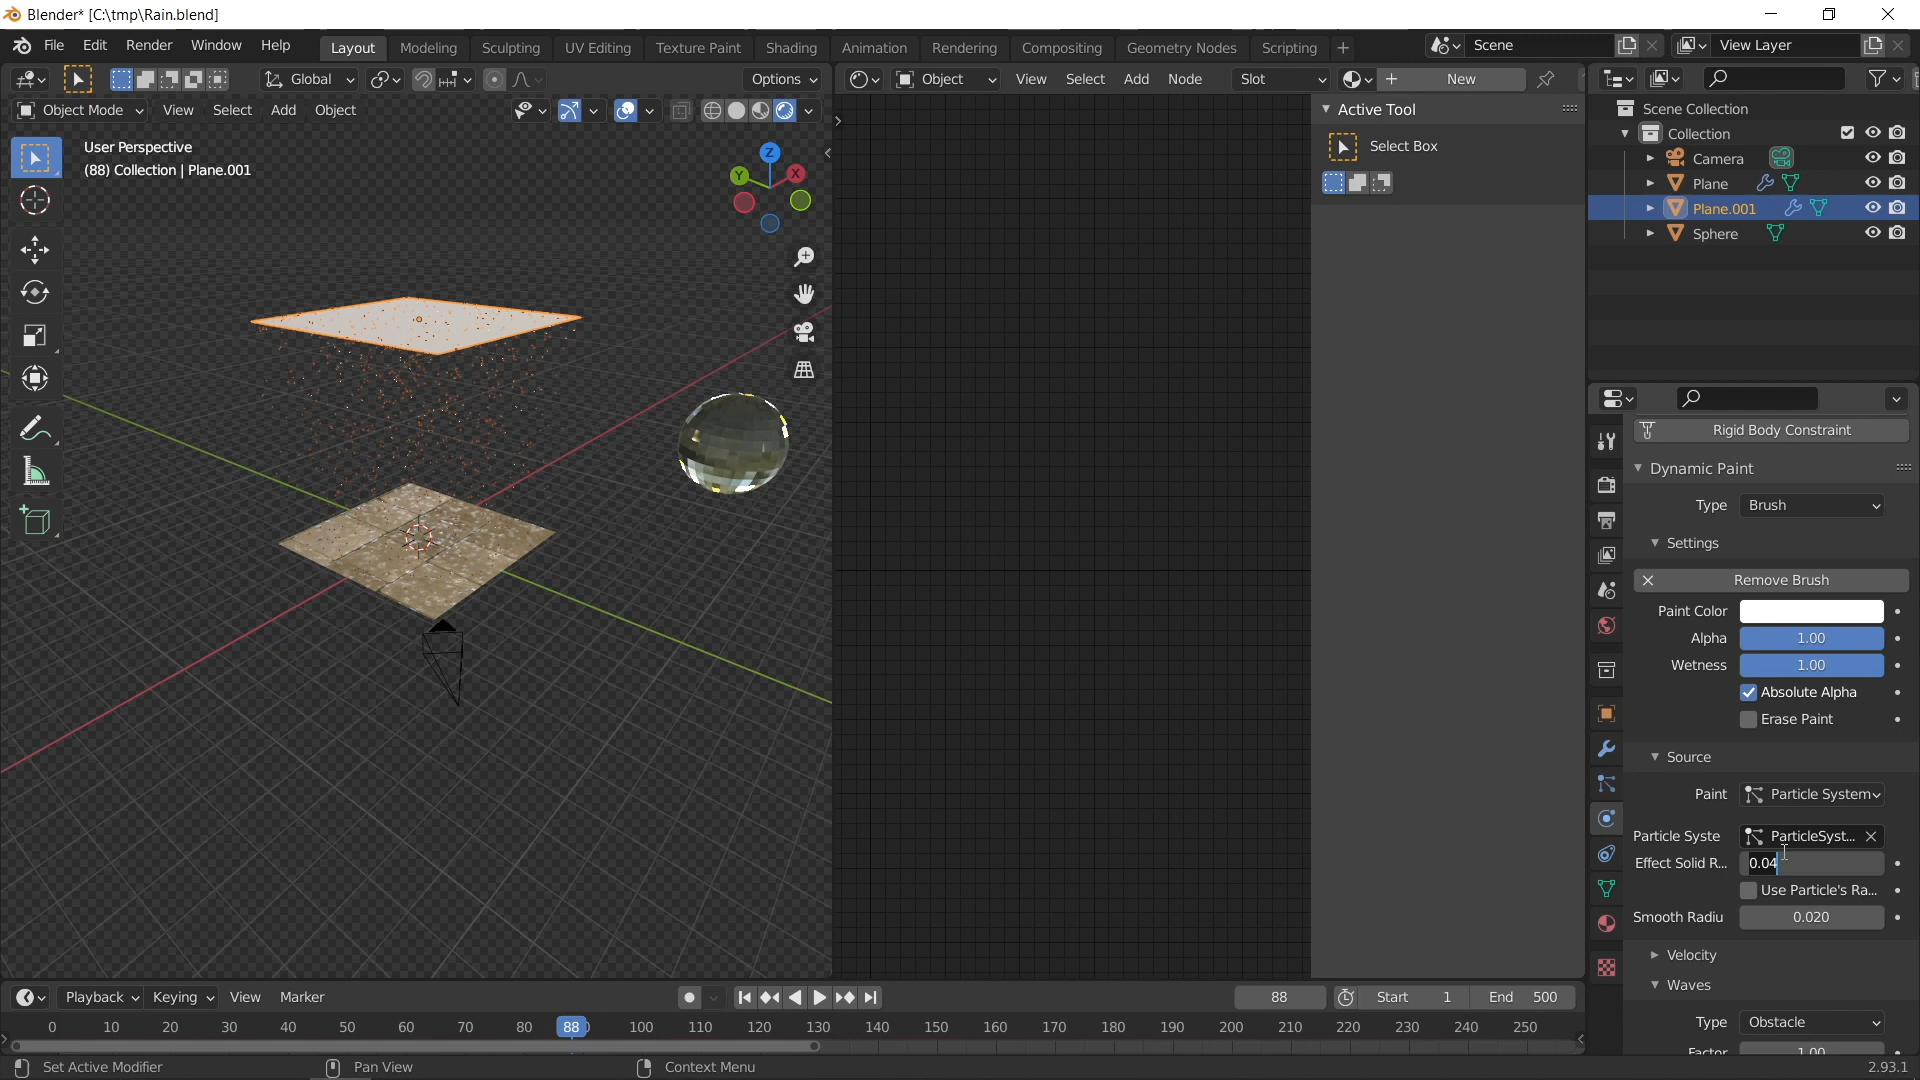 Blender* [C:\tmp\Rain.blend]
File Edit Render Window Help Layout Modeling Sculpting UV Editing Texture Paint Shading Animation Rendering Compositing Geometry Nodes Scripting + Scene View Layer
Global Options Object View Select Add Node Slot + New
Object Mode View Select Add Object Active Tool
Select Box
User Perspective
(88) Collection | Plane.001
Z
Y X
Scene Collection
Collection
Camera
Plane
Plane.001
Sphere
Rigid Body Constraint
Dynamic Paint
Type Brush
Settings
Remove Brush
Paint Color
Alpha 1.00
Wetness 1.00
Absolute Alpha
Erase Paint
Source
Paint Particle System
Particle Syste ParticleSyst...
Effect Solid R... 0.04
Use Particle's Ra...
Smooth Radiu 0.020
Velocity
Waves
Type Obstacle
Factor 1.00
Playback Keying View Marker 88 Start 1 End 500
0 10 20 30 40 50 60 70 80 88 100 110 120 130 140 150 160 170 180 190 200 210 220 230 240 250
Set Active Modifier Pan View Context Menu 2.93.1